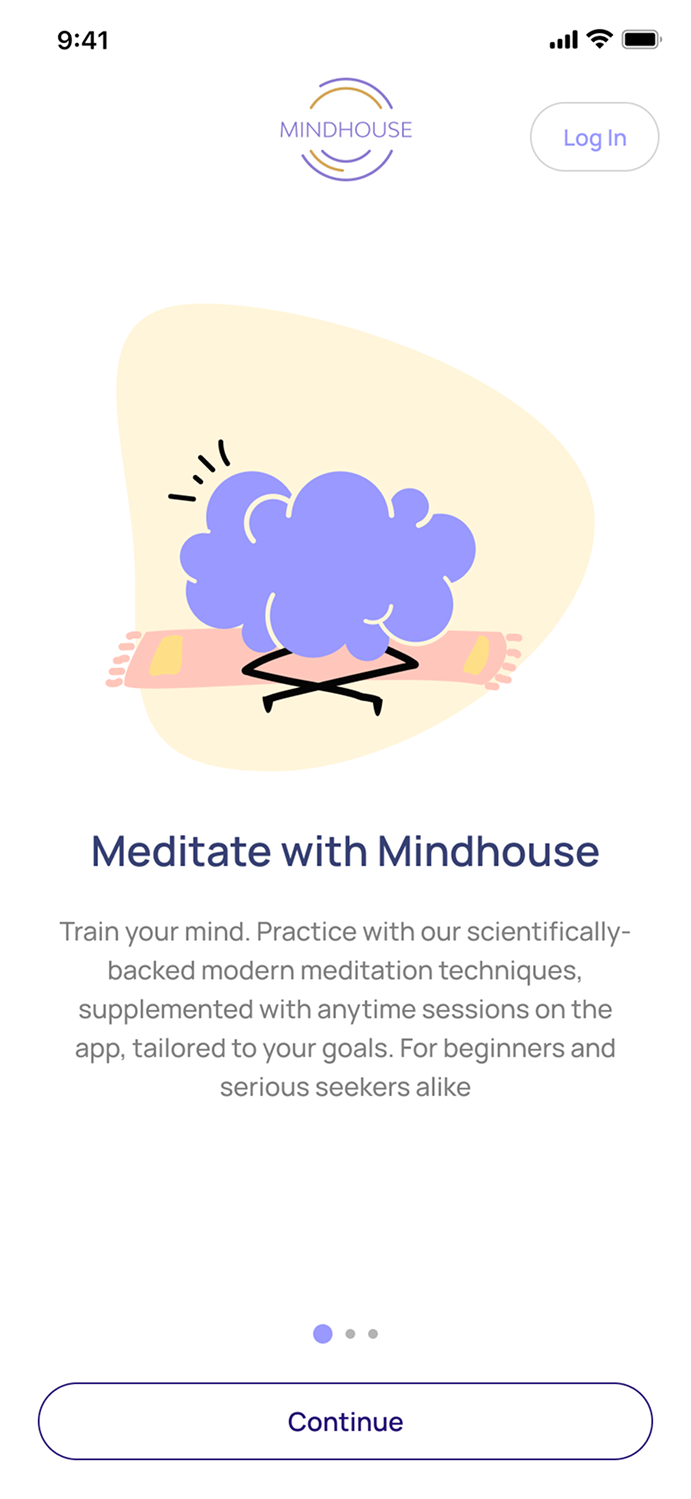 9:41
MINDHOUSE
Log In
Meditate with Mindhouse
Train your mind. Practice with our scientifically-
backed modern meditation techniques,
supplemented with anytime sessions on the
app, tailored to your goals. For beginners and
serious seekers alike
Continue